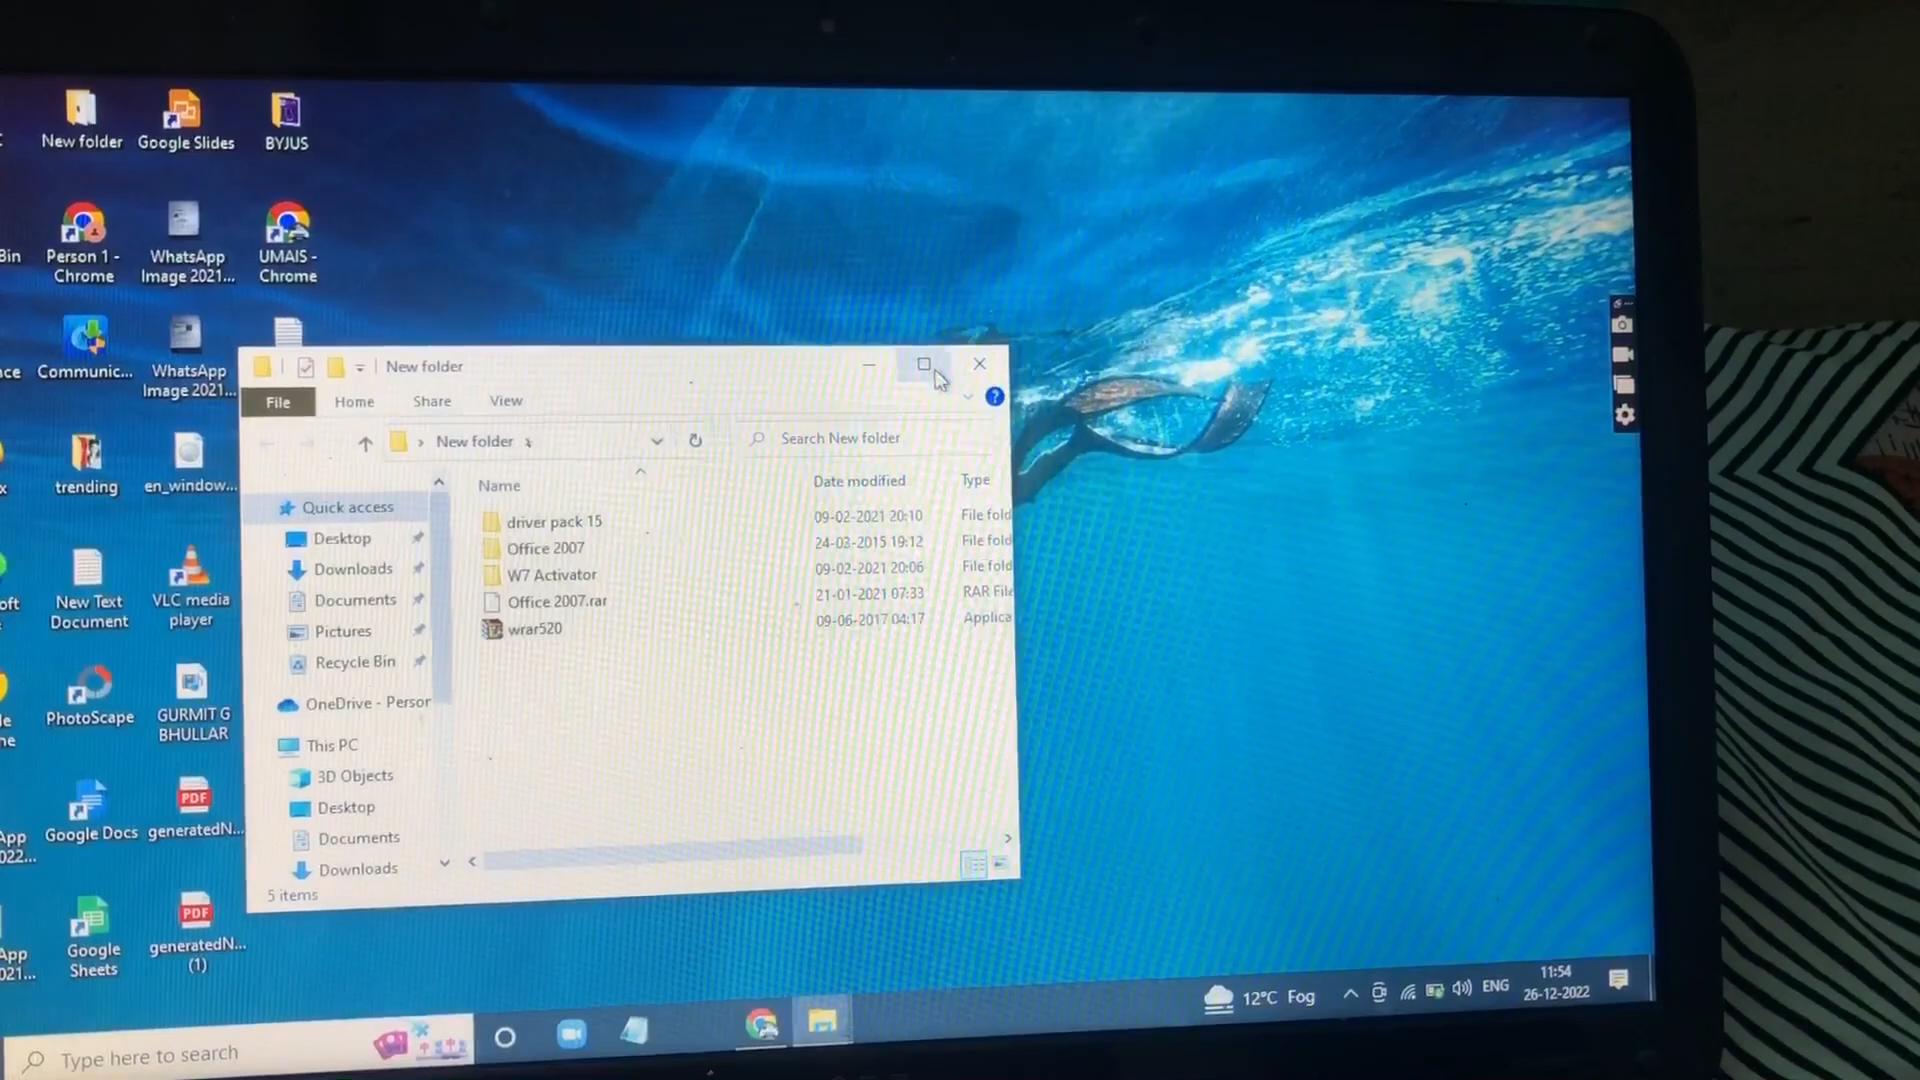 New folder
Google Slides
BYJUS
Bin
Person 1 -
Chrome
WhatsApp
Image 2021...
UMAIS -
Chrome
Communic...
WhatsApp
Image 2021...
trending
en_window...
New Text
Document
VLC media
player
PhotoScape
GURMIT G
BHULLAR
Google Docs
PDF
generatedN...
Google
Sheets
PDF
generatedN...
(1)
New folder
File Home Share View
New folder
Search New folder
Quick access
Desktop
Downloads
Documents
Pictures
Recycle Bin
OneDrive - Person
This PC
3D Objects
Desktop
Documents
Downloads
Name Date modified Type
driver pack 15 09-02-2021 20:10 File fold
Office 2007 24-03-2015 19:12 File fold
W7 Activator 09-02-2021 20:06 File fold
Office 2007.rar 21-01-2021 07:33 RAR File
wrar520 09-06-2017 04:17 Applica
5 items
Type here to search
12°C Fog
ENG
11:54
26-12-2022